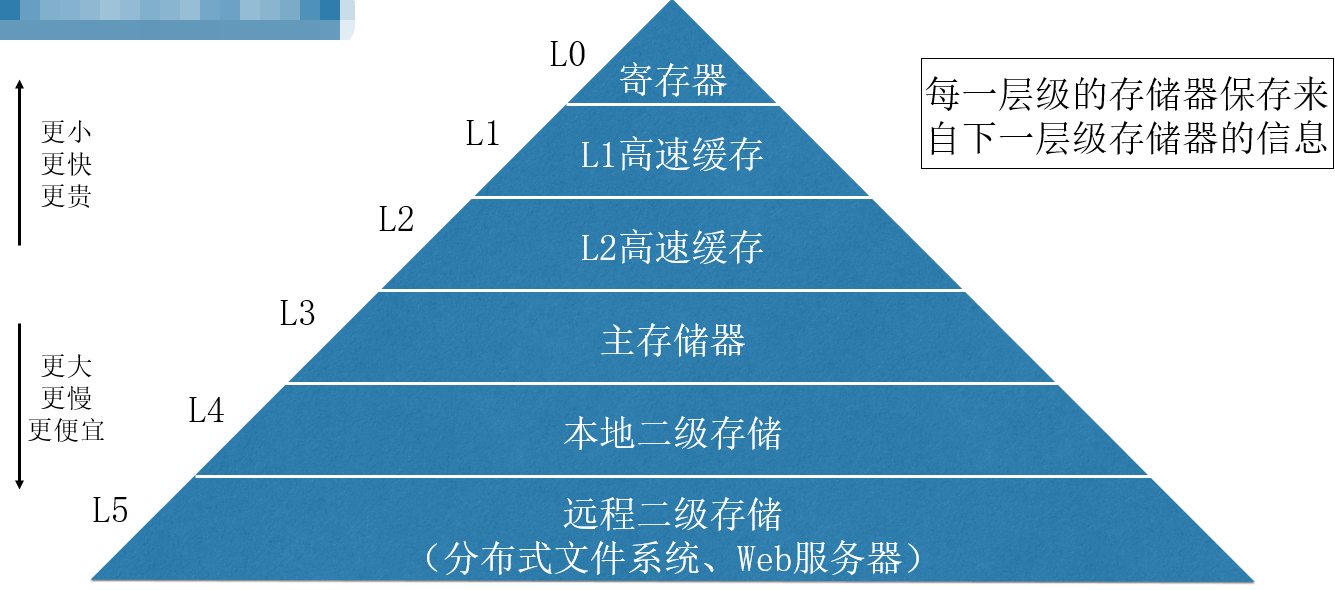 L0
寄存器
每一层级的存储器保存来
自下一层级存储器的信息
更小
更快
更贵
L1
L1高速缓存
L2
L2高速缓存
L3
主存储器
更大
更慢
更便宜
L4
本地二级存储
L5
远程二级存储
（分布式文件系统、Web服务器）